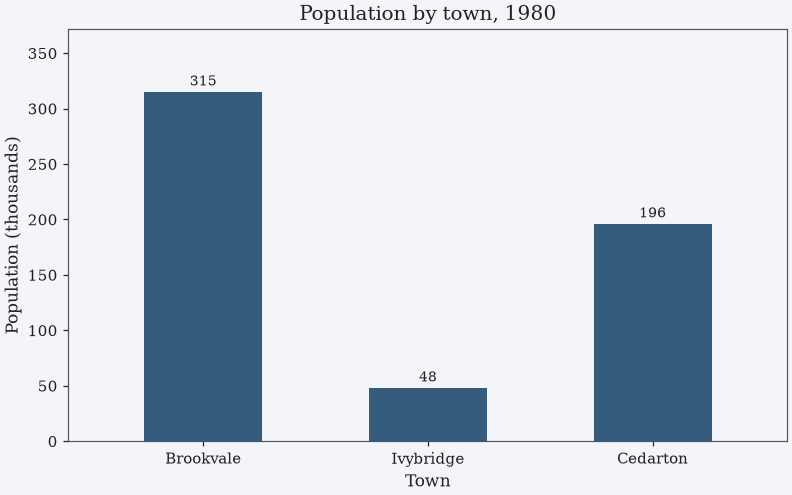 Population by town, 1980
Population (thousands)
350
300
250
200
150
100
50
0
315
48
196
Brookvale
Ivybridge
Cedarton
Town